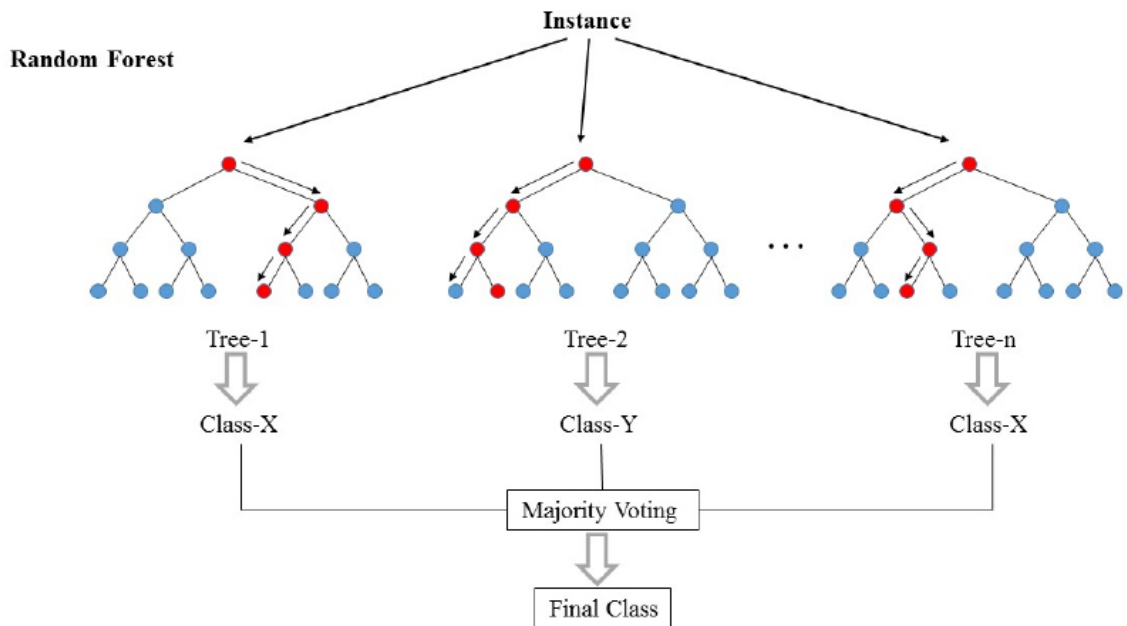 Instance
Random Forest
...
Tree-1 Tree-2 Tree-n
Class-X Class-Y Class-X
Majority Voting
Final Class